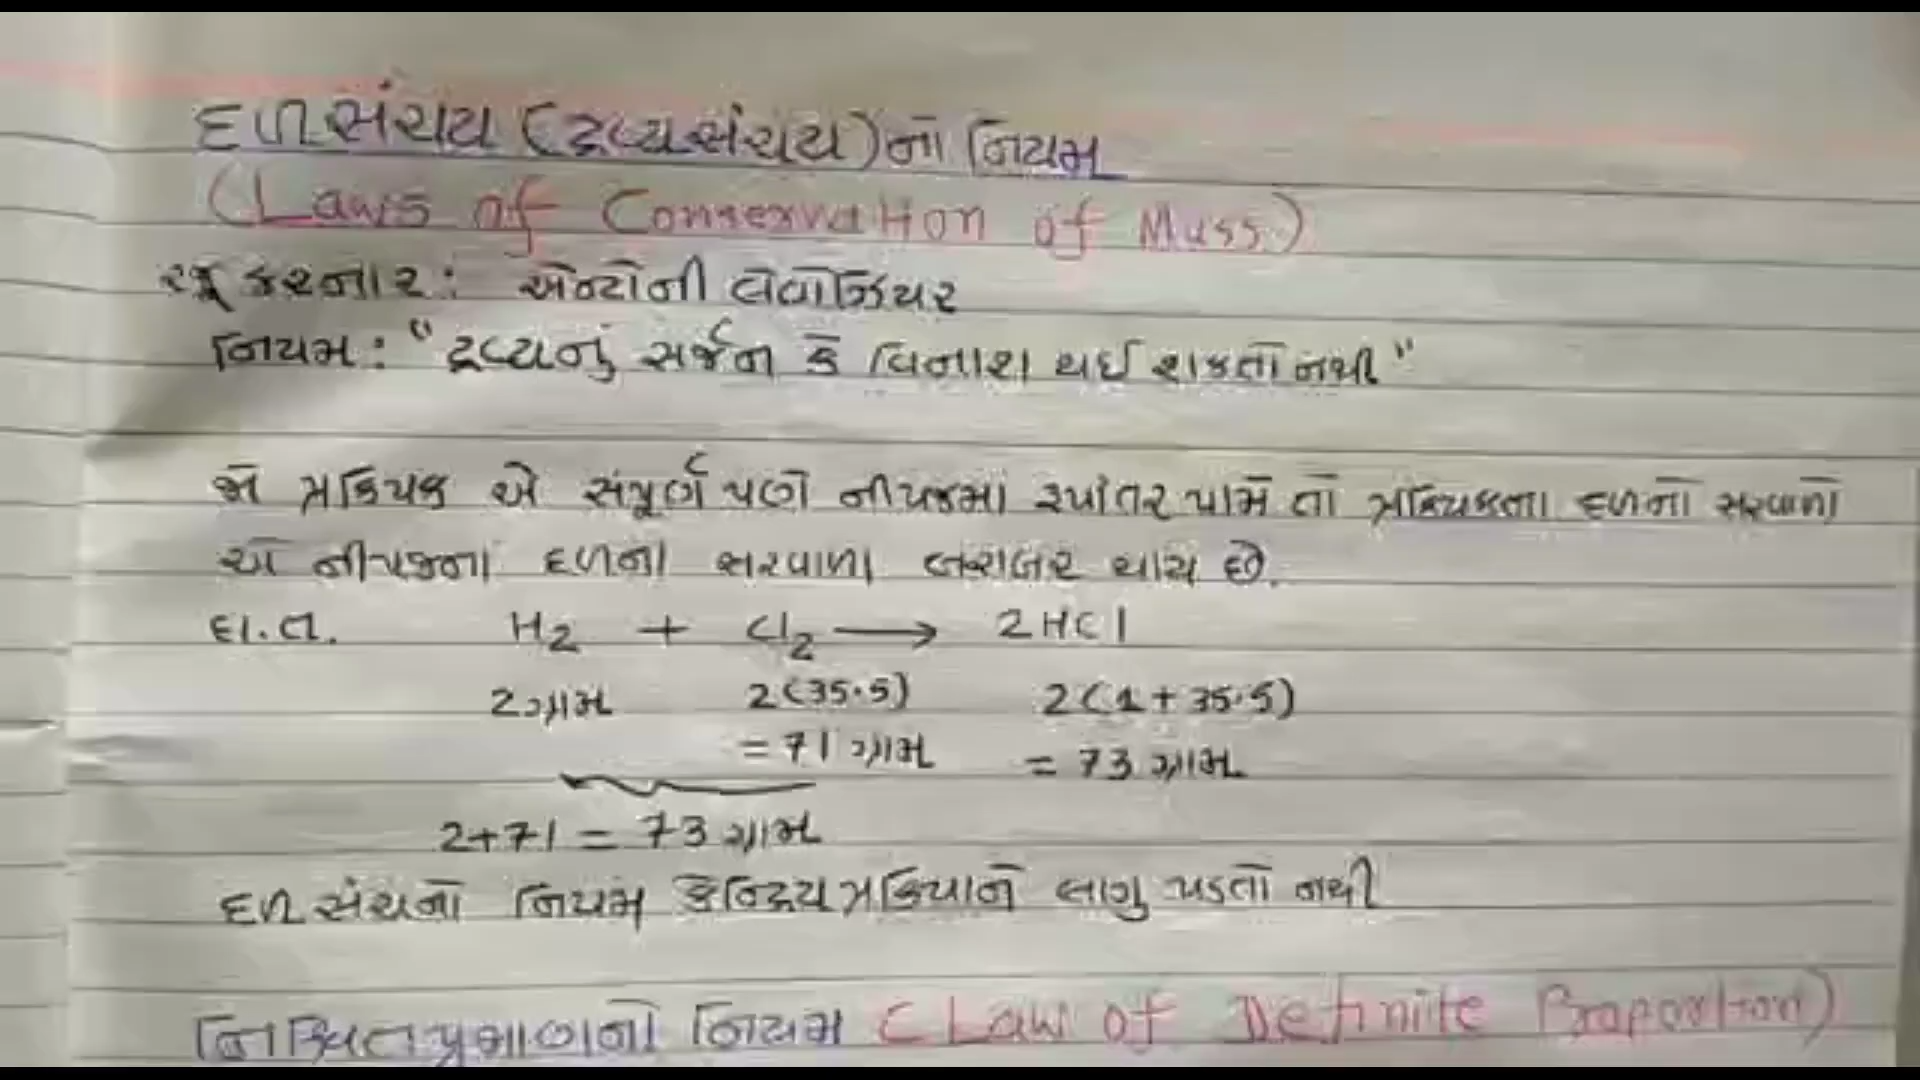 દળસંચય (દ્રવ્યસંચય)નો નિયમ
(Laws of Conservation of Mass)
રજૂ કરનાર: એન્ટોની લેવોઝિયર
નિયમ: "દ્રવ્યનું સર્જન કે વિનાશ થઈ શકતો નથી"
જો પ્રક્રિયક એ સંપૂર્ણ પણે નીપજમા રૂપાંતર પામે તો પ્રક્રિયકના દળનો સરવાળો
એ નીપજના દળના સરવાળા બરાબર થાય છે.
દા.ત. H2 + Cl2 → 2HCl
2ગ્રામ 2(35.5) 2(1+35.5)
= 71 ગ્રામ = 73 ગ્રામ
2+71 = 73 ગ્રામ
દળ સંચનો નિયમ કેન્દ્રિય પ્રક્રિયાને લાગુ પડતો નથી
નિશ્ચિત પ્રમાણનો નિયમ (Law of Definite Proportion)